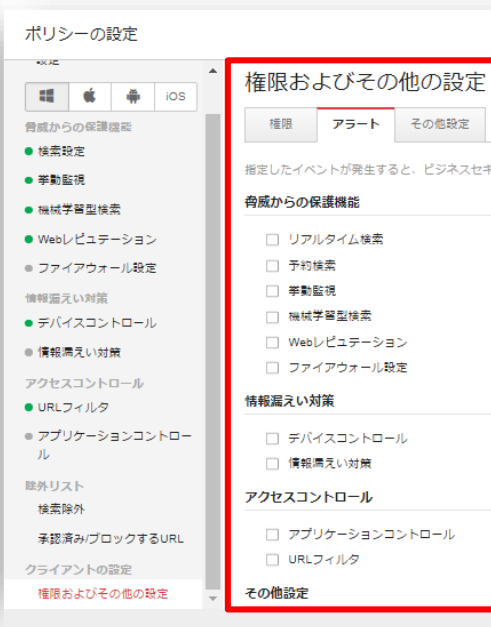 ポリシーの設定
設定
iOS
脅威からの保護機能
検索設定
挙動監視
機械学習型検索
Webレピュテーション
ファイアウォール設定
情報漏えい対策
デバイスコントロール
情報漏えい対策
アクセスコントロール
URLフィルタ
アプリケーションコントロー
ル
除外リスト
検索除外
承認済み/ブロックするURL
クライアントの設定
権限およびその他の設定
権限およびその他の設定
権限
アラート
その他設定
指定したイベントが発生すると、ビジネスセキ
脅威からの保護機能
リアルタイム検索
予約検索
挙動監視
機械学習型検索
Webレピュテーション
ファイアウォール設定
情報漏えい対策
デバイスコントロール
情報漏えい対策
アクセスコントロール
アプリケーションコントロール
URLフィルタ
その他設定